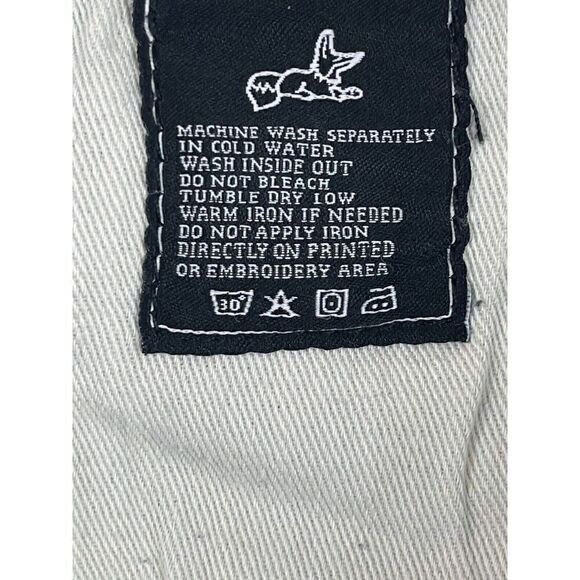 MACHINE WASH SEPARATELY
IN COLD WATER
WASH INSIDE OUT
DO NOT BLEACH
TUMBLE DRY LOW
WARM IRON IF NEEDED
DO NOT APPLY IRON
DIRECTLY ON PRINTED
OR EMBROIDERY AREA
30°